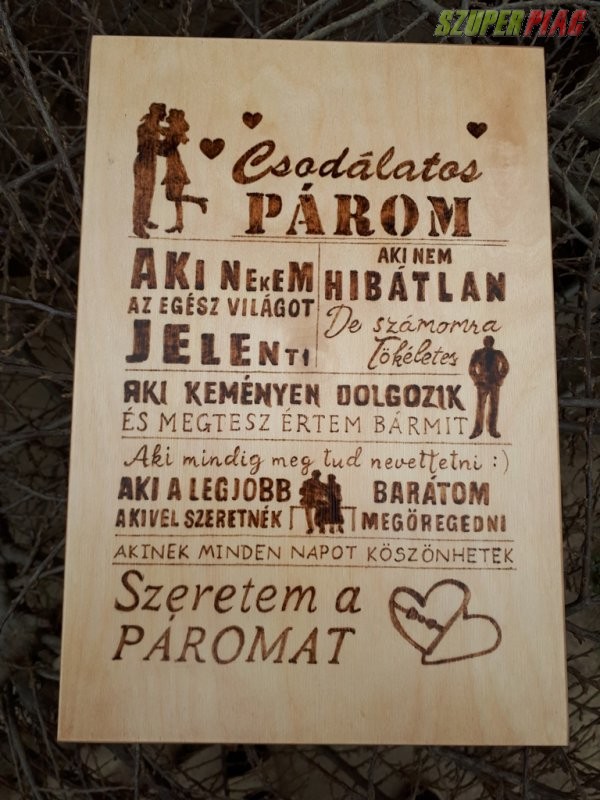 SZUPERPIAC
Csodálatos
PÁROM
AKI NEKEM
AZ EGÉSZ VILÁGOT
JELENTI
AKI NEM
HIBÁTLAN
De számomra
Tökéletes
AKI KEMÉNYEN DOLGOZIK
ÉS MEGTESZ ÉRTEM BÁRMIT
Aki mindig meg tud nevettetni :)
AKI A LEGJOBB BARÁTOM
AKIVEL SZERETNÉK MEGÖREGEDNI
AKINEK MINDEN NAPOT KÖSZÖNHETEK
Szeretem a
PÁROMAT